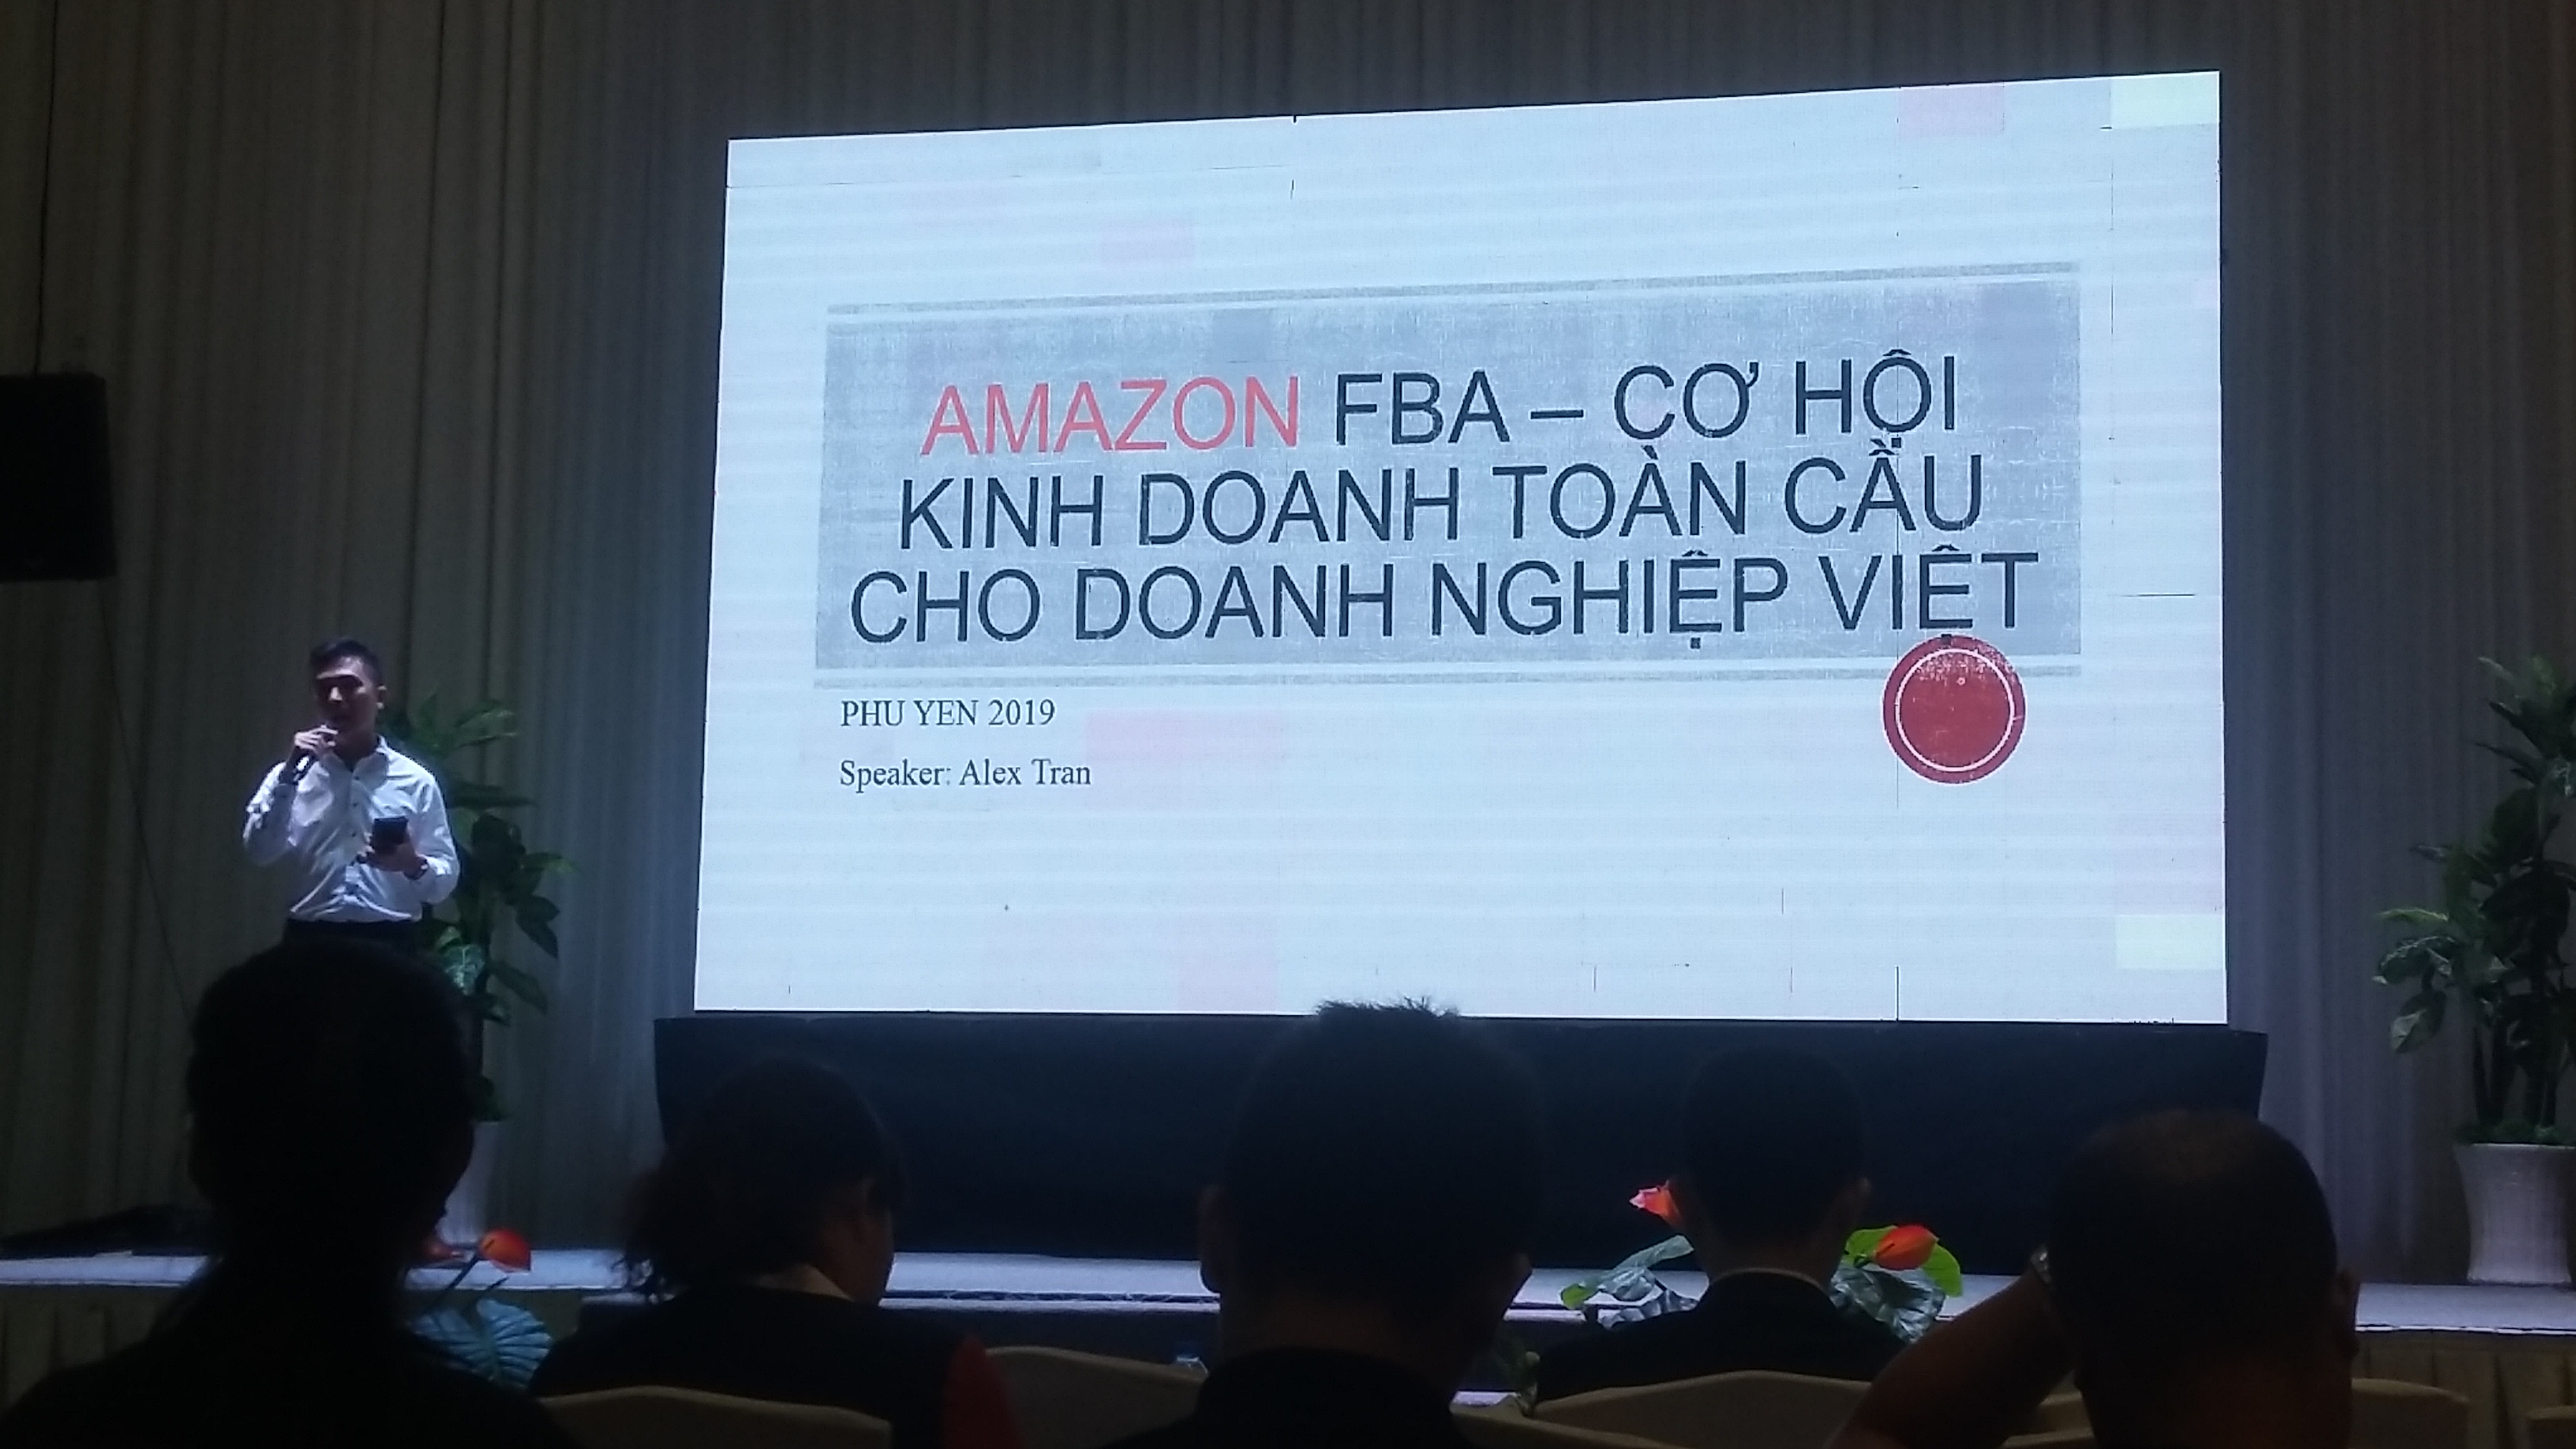 AMAZON FBA – CƠ HỘI
KINH DOANH TOÀN CẦU
CHO DOANH NGHIỆP VIỆT
PHU YEN 2019
Speaker: Alex Tran